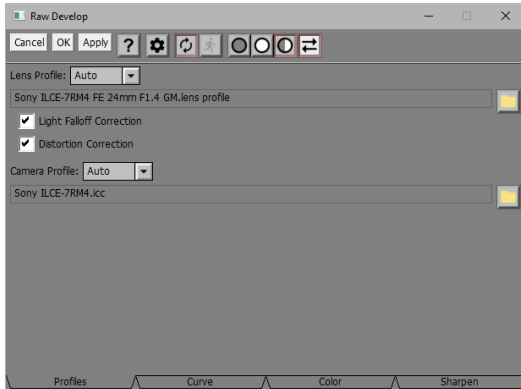 Raw Develop
Cancel OK Apply ?
Lens Profile: Auto
Sony ILCE-7RM4 FE 24mm F1.4 GM.lens profile
Light Falloff Correction
Distortion Correction
Camera Profile: Auto
Sony ILCE-7RM4.icc
Profiles Curve Color Sharpen